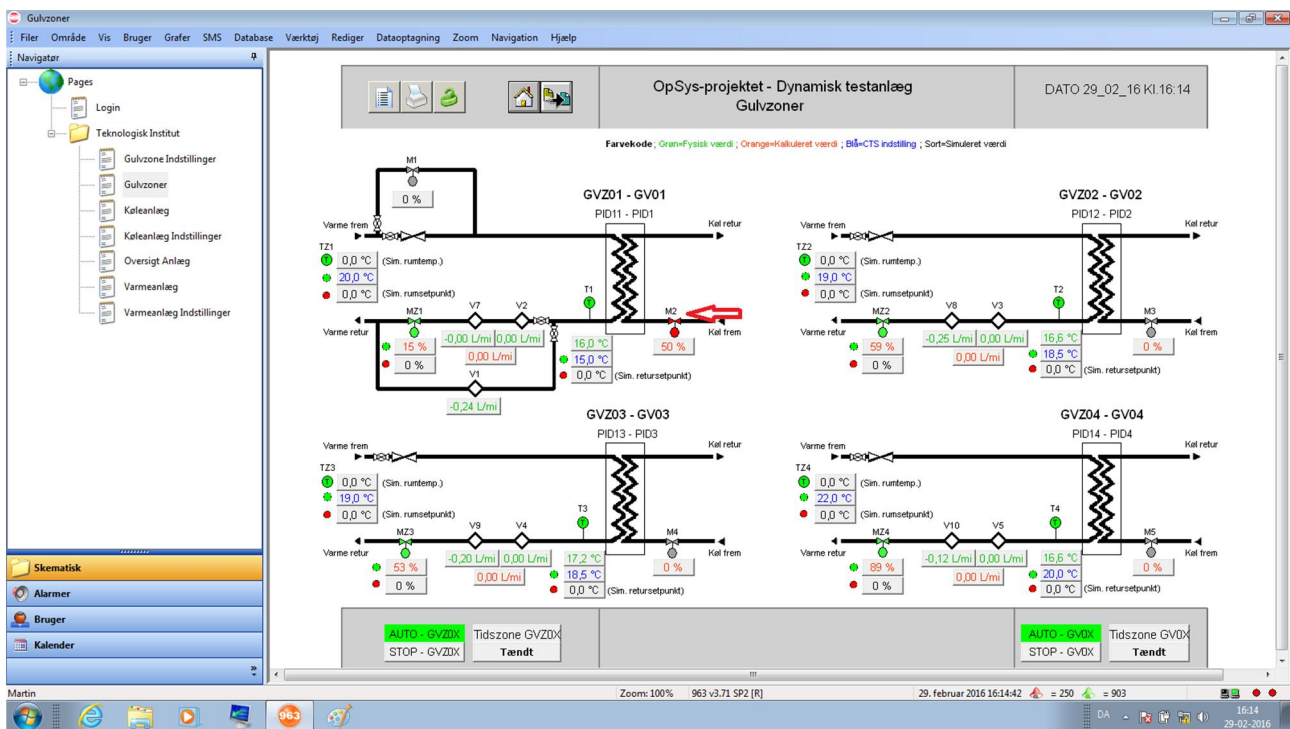 Gulvzoner
Filer Område Vis Bruger Grafer SMS Database Værktøj Rediger Dataoptagning Zoom Navigation Hjælp
Navigatør
Pages
Login
Teknologisk Institut
Gulvzone Indstillinger
Gulvzoner
Køleanlæg
Køleanlæg Indstillinger
Oversigt Anlæg
Varmeanlæg
Varmeanlæg Indstillinger
Skematisk
Alarmer
Bruger
Kalender
OpSys-projektet - Dynamisk testanlæg
Gulvzoner
DATO 29_02_16 Kl.16:14
Farvekode ; Grøn=Fysisk værdi ; Orange=Kalkuleret værdi ; Blå=CTS indstilling ; Sort=Simuleret værdi
M1
0 %
GVZ01 - GV01
PID11 - PID1
Varme frem
Køl retur
TZ1
T
0,0 °C (Sim. rumtemp.)
20,0 °C
0,0 °C (Sim. rumsetpunkt)
MZ1
V7
V2
T1
T
M2
Varme retur
Køl frem
15 %
0 %
-0,00 L/mi 0,00 L/mi
0,00 L/mi
16,0 °C
15,0 °C
0,0 °C (Sim. retursetpunkt)
50 %
V1
-0,24 L/mi
GVZ02 - GV02
PID12 - PID2
Varme frem
Køl retur
TZ2
T
0,0 °C (Sim. rumtemp.)
19,0 °C
0,0 °C (Sim. rumsetpunkt)
MZ2
V8
V3
T2
T
M3
Varme retur
Køl frem
59 %
0 %
-0,25 L/mi 0,00 L/mi
0,00 L/mi
16,6 °C
18,5 °C
0,0 °C (Sim. retursetpunkt)
0 %
GVZ03 - GV03
PID13 - PID3
Varme frem
Køl retur
TZ3
T
0,0 °C (Sim. rumtemp.)
19,0 °C
0,0 °C (Sim. rumsetpunkt)
MZ3
V9
V4
T3
T
M4
Varme retur
Køl frem
53 %
0 %
-0,20 L/mi 0,00 L/mi
0,00 L/mi
17,2 °C
18,5 °C
0,0 °C (Sim. retursetpunkt)
0 %
GVZ04 - GV04
PID14 - PID4
Varme frem
Køl retur
TZ4
T
0,0 °C (Sim. rumtemp.)
22,0 °C
0,0 °C (Sim. rumsetpunkt)
MZ4
V10
V5
T4
T
M5
Varme retur
Køl frem
89 %
0 %
-0,12 L/mi 0,00 L/mi
0,00 L/mi
16,6 °C
20,0 °C
0,0 °C (Sim. retursetpunkt)
0 %
AUTO - GVZ0X Tidszone GVZ0X
STOP - GVZ0X Tændt
AUTO - GV0X Tidszone GV0X
STOP - GV0X Tændt
Martin
Zoom: 100% 963 v3.71 SP2 [R]
29. februar 2016 16:14:42 = 250 = 903
963
DA
16:14
29-02-2016